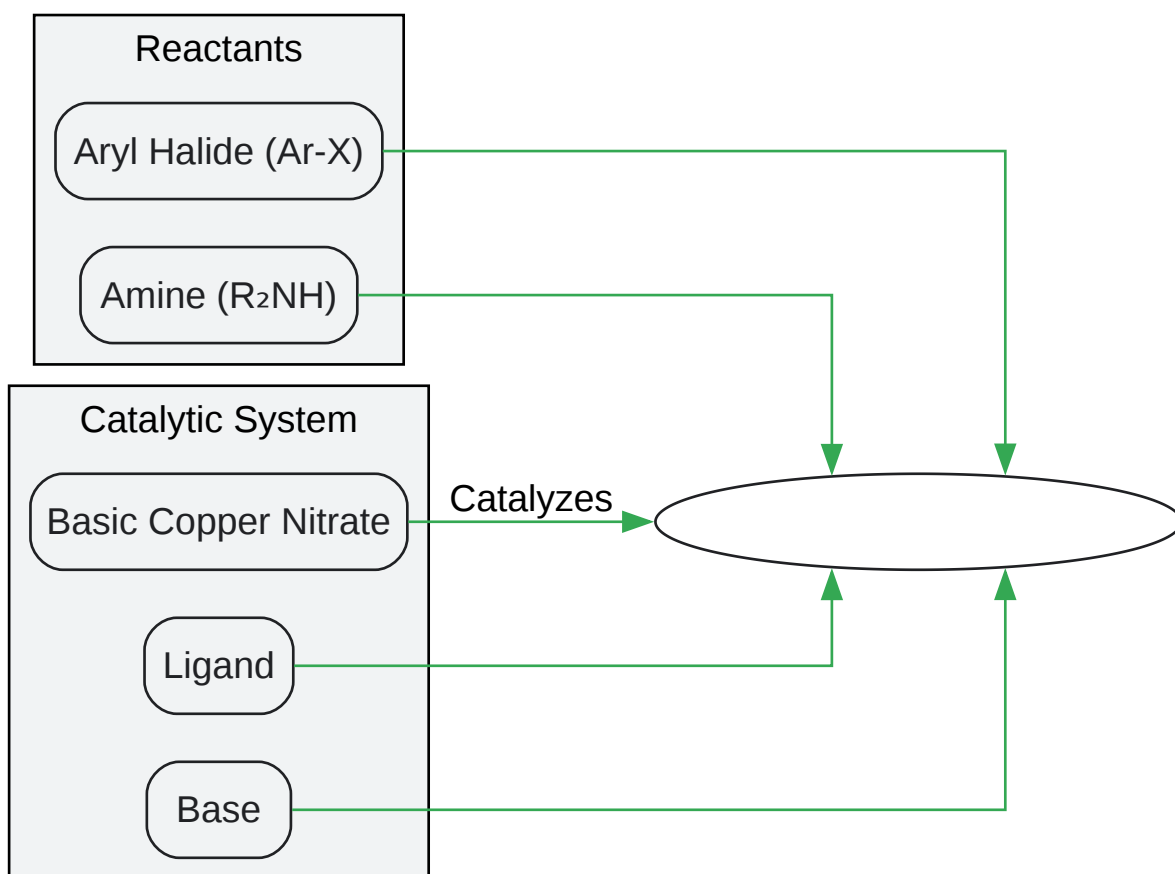 Reactants
Aryl Halide (Ar-X)
Amine (R₂NH)
Catalytic System
Basic Copper Nitrate
Catalyzes
Ligand
Base